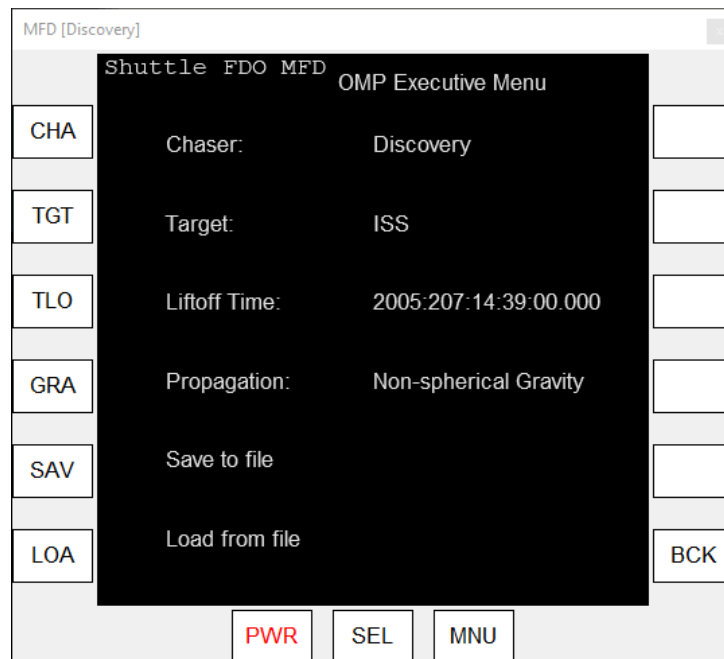 MFD [Discovery]
Shuttle FDO MFD
OMP Executive Menu
CHA
Chaser: Discovery
TGT
Target: ISS
TLO
Liftoff Time: 2005:207:14:39:00.000
GRA
Propagation: Non-spherical Gravity
SAV
Save to file
LOA
Load from file
BCK
PWR SEL MNU